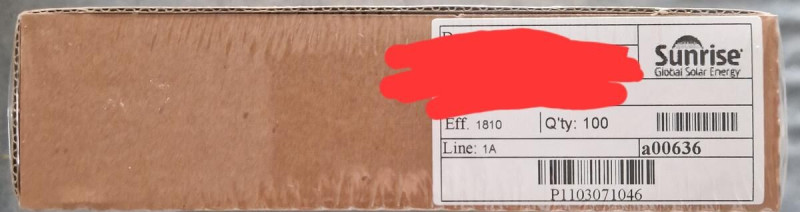 Sunrise
Global Solar Energy
Eff. 1810
Q'ty: 100
Line: 1A
a00636
P1103071046